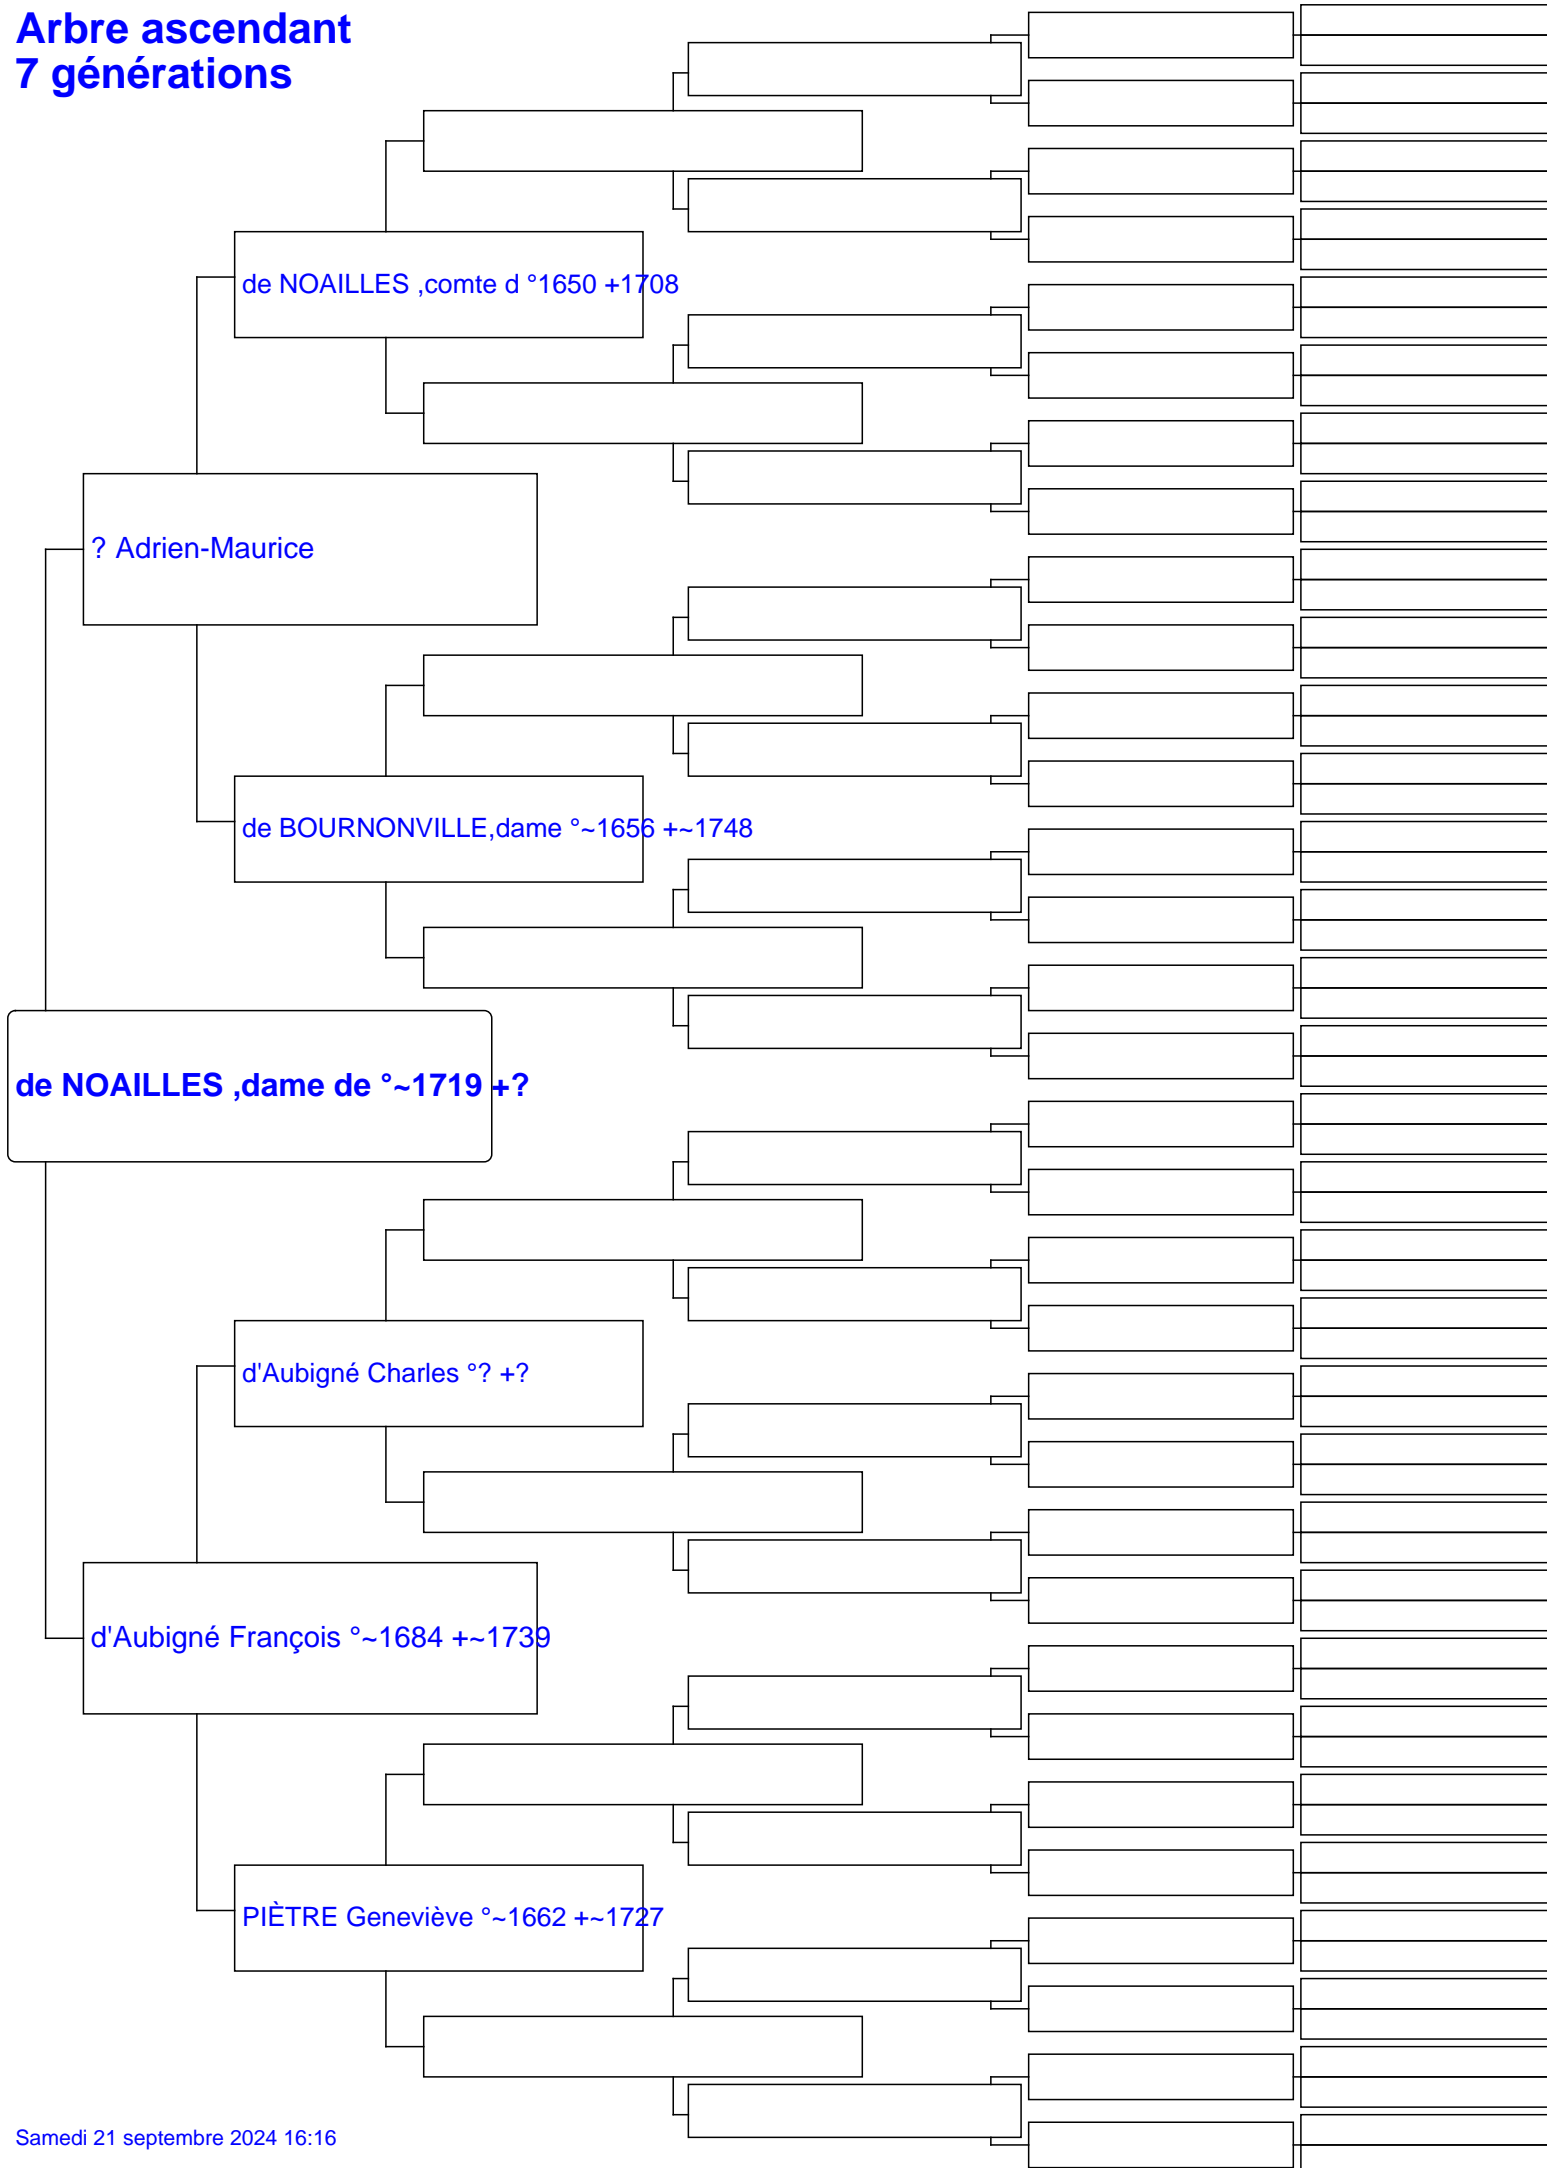 Arbre ascendant
7 générations
de NOAILLES ,comte d °1650 +1708
? Adrien-Maurice
de BOURNONVILLE,dame °~1656 +~1748
de NOAILLES ,dame de °~1719 +?
d'Aubigné Charles °? +?
d'Aubigné François °~1684 +~1739
PIÈTRE Geneviève °~1662 +~1727
Samedi 21 septembre 2024 16:16